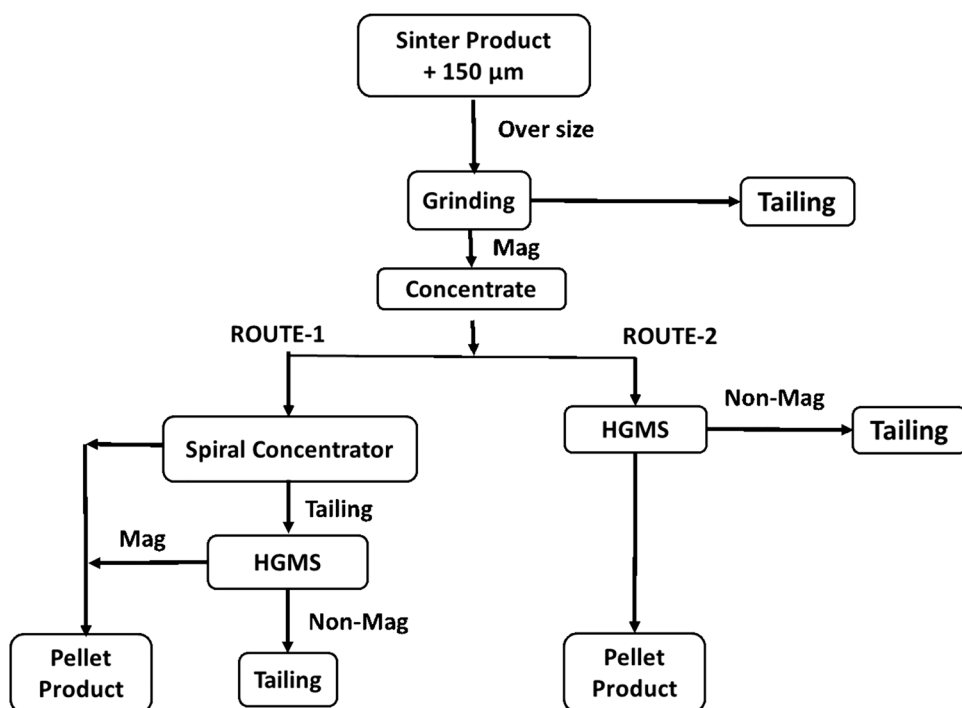 Sinter Product
+ 150 µm
Over size
Grinding
Tailing
Mag
Concentrate
ROUTE-1
ROUTE-2
Non-Mag
HGMS
Tailing
Spiral Concentrator
Tailing
Mag
HGMS
Non-Mag
Pellet
Product
Tailing
Pellet
Product